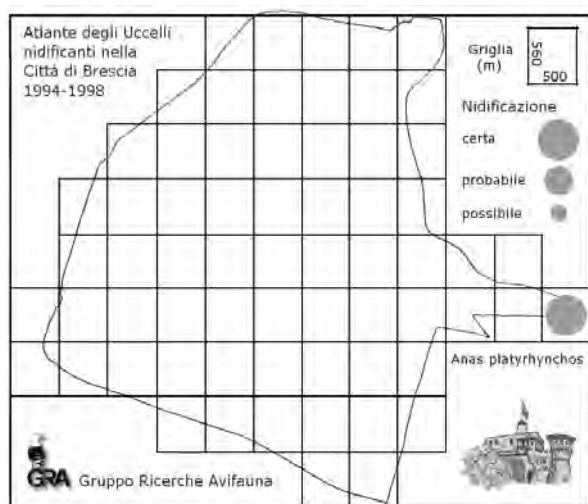 Atlante degli Uccelli
nidificanti nella
Città di Brescia
1994-1998
Griglia
(m)
560
500
Nidificazione
certa
probabile
possibile
Anas platyrhynchos
GRA Gruppo Ricerche Avifauna